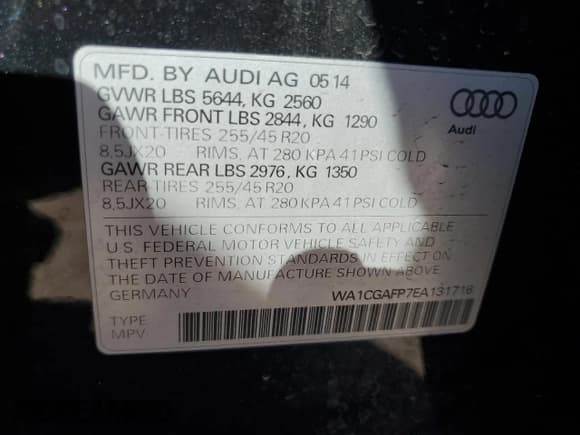 MFD. BY AUDI AG 05 14
GVWR LBS 5644, KG 2560
GAWR FRONT LBS 2844, KG 1290
FRONT-TIRES 255/45 R20
8,5JX20 RIMS, AT 280 KPA 41 PSI COLD
GAWR REAR LBS 2976, KG 1350
REAR-TIRES 255/45 R20
8,5JX20 RIMS, AT 280 KPA 41 PSI COLD
THIS VEHICLE CONFORMS TO ALL APPLICABLE
U.S. FEDERAL MOTOR VEHICLE SAFETY AND
THEFT PREVENTION STANDARDS IN EFFECT ON
THE DATE OF MANUFACTURE SHOWN ABOVE
GERMANY
WA1CGAFP7EA131716
TYPE
MPV
Audi